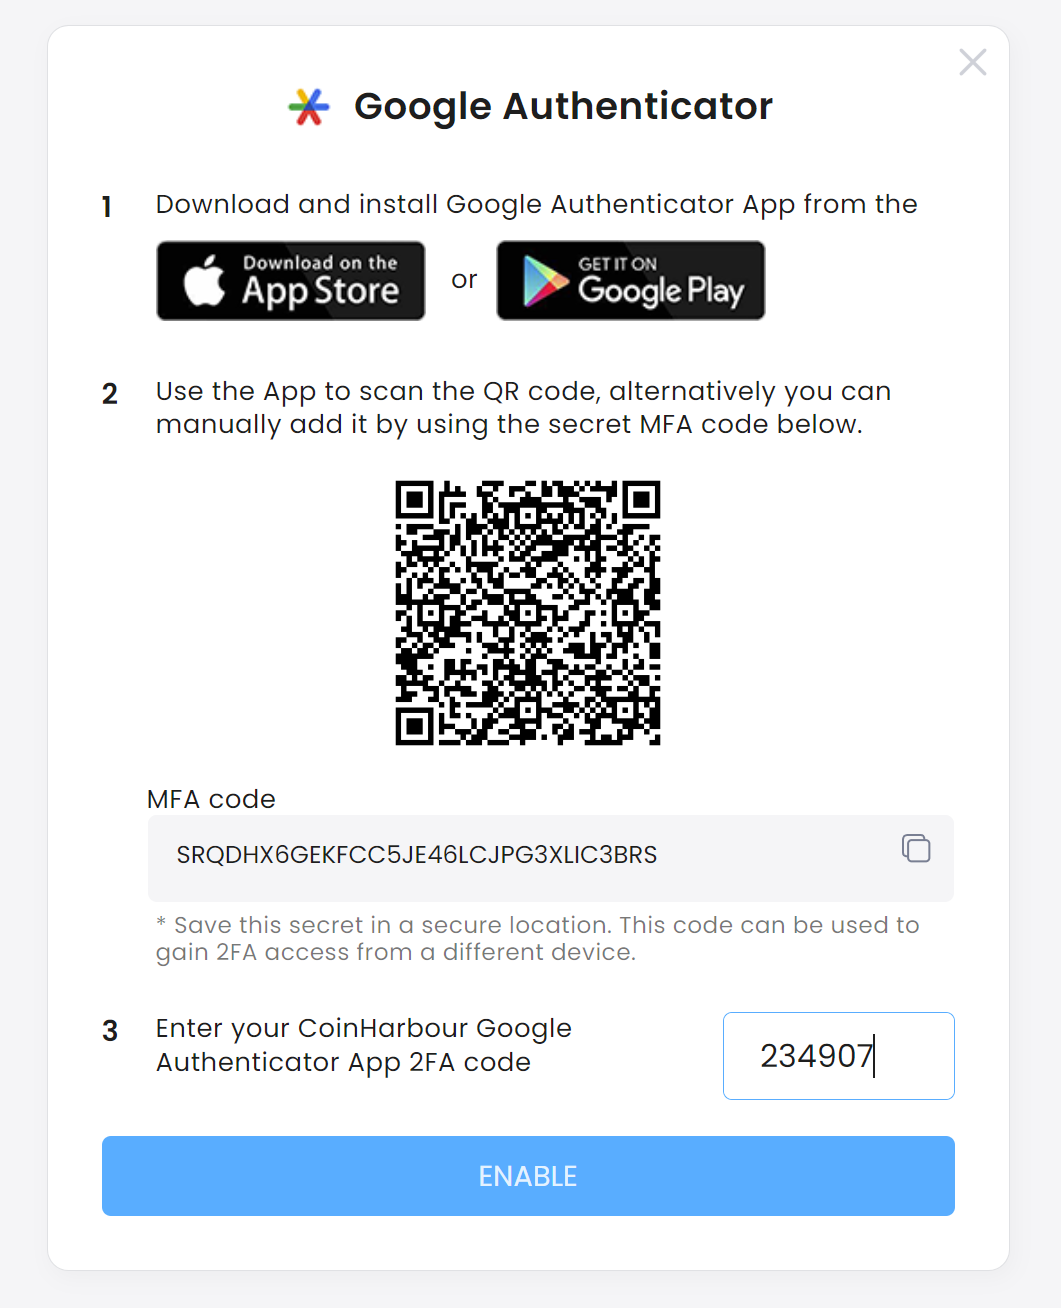 Google Authenticator
1 Download and install Google Authenticator App from the
Download on the
App Store
or
GET IT ON
Google Play
2 Use the App to scan the QR code, alternatively you can
manually add it by using the secret MFA code below.
MFA code
SRQDHX6GEKFCC5JE46LCJPG3XLIC3BRS
* Save this secret in a secure location. This code can be used to
gain 2FA access from a different device.
3 Enter your CoinHarbour Google
Authenticator App 2FA code
234907
ENABLE